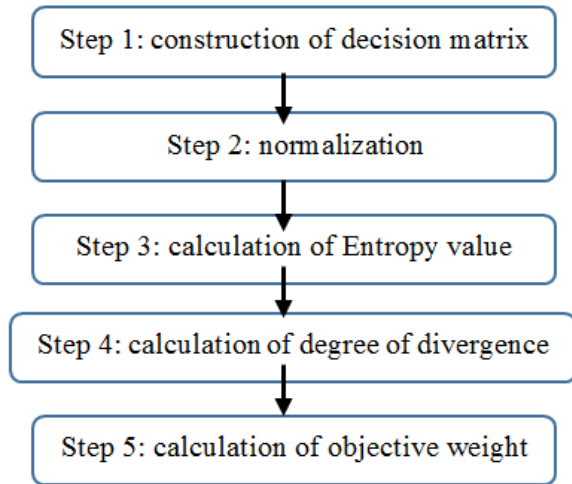 Step 1: construction of decision matrix
Step 2: normalization
Step 3: calculation of Entropy value
Step 4: calculation of degree of divergence
Step 5: calculation of objective weight